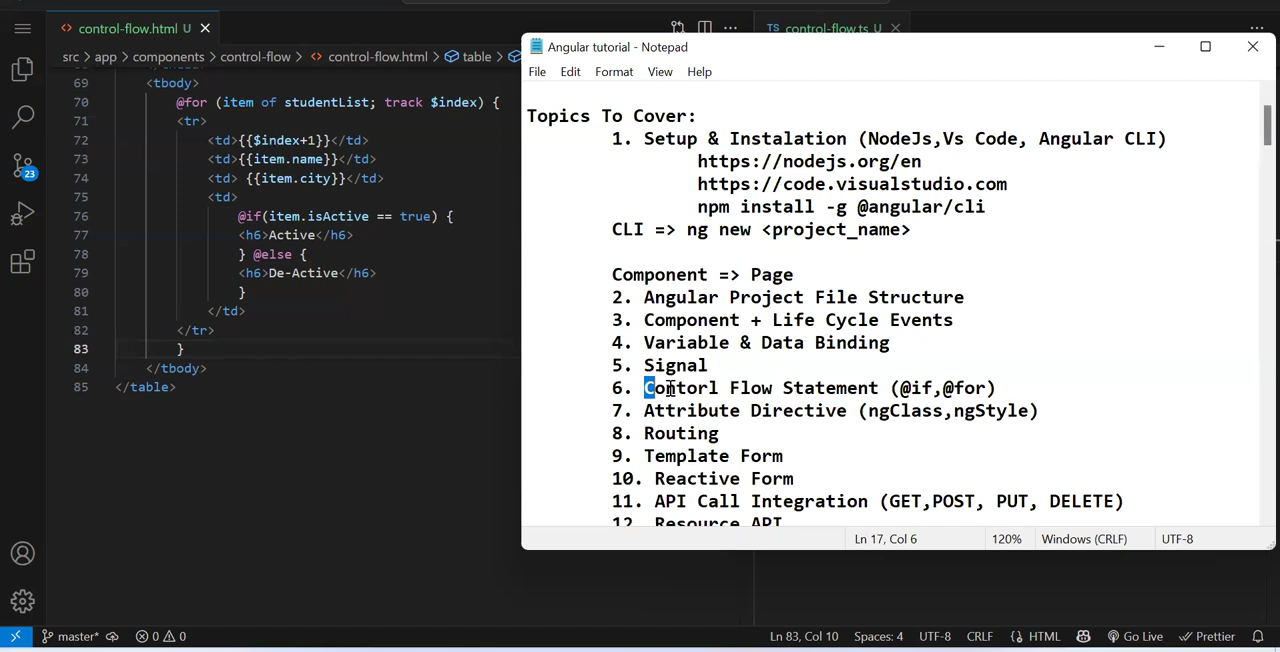 control-flow.html U
TS control-flow.ts U
src > app > components > control-flow > control-flow.html > table >
69 <tbody>
70 @for (item of studentList; track $index) {
71 <tr>
72 <td>{{$index+1}}</td>
73 <td>{{item.name}}</td>
74 <td> {{item.city}}</td>
75 <td>
76 @if(item.isActive == true) {
77 <h6>Active</h6>
78 } @else {
79 <h6>De-Active</h6>
80 }
81 </td>
82 </tr>
83 }
84 </tbody>
85 </table>
23
Angular tutorial - Notepad
File Edit Format View Help
Topics To Cover:
1. Setup & Instalation (NodeJs,Vs Code, Angular CLI)
https://nodejs.org/en
https://code.visualstudio.com
npm install -g @angular/cli
CLI => ng new <project_name>
Component => Page
2. Angular Project File Structure
3. Component + Life Cycle Events
4. Variable & Data Binding
5. Signal
6. Contorl Flow Statement (@if,@for)
7. Attribute Directive (ngClass,ngStyle)
8. Routing
9. Template Form
10. Reactive Form
11. API Call Integration (GET,POST, PUT, DELETE)
12. Resource API
Ln 17, Col 6 120% Windows (CRLF) UTF-8
master* 0 0 Ln 83, Col 10 Spaces: 4 UTF-8 CRLF HTML Go Live Prettier